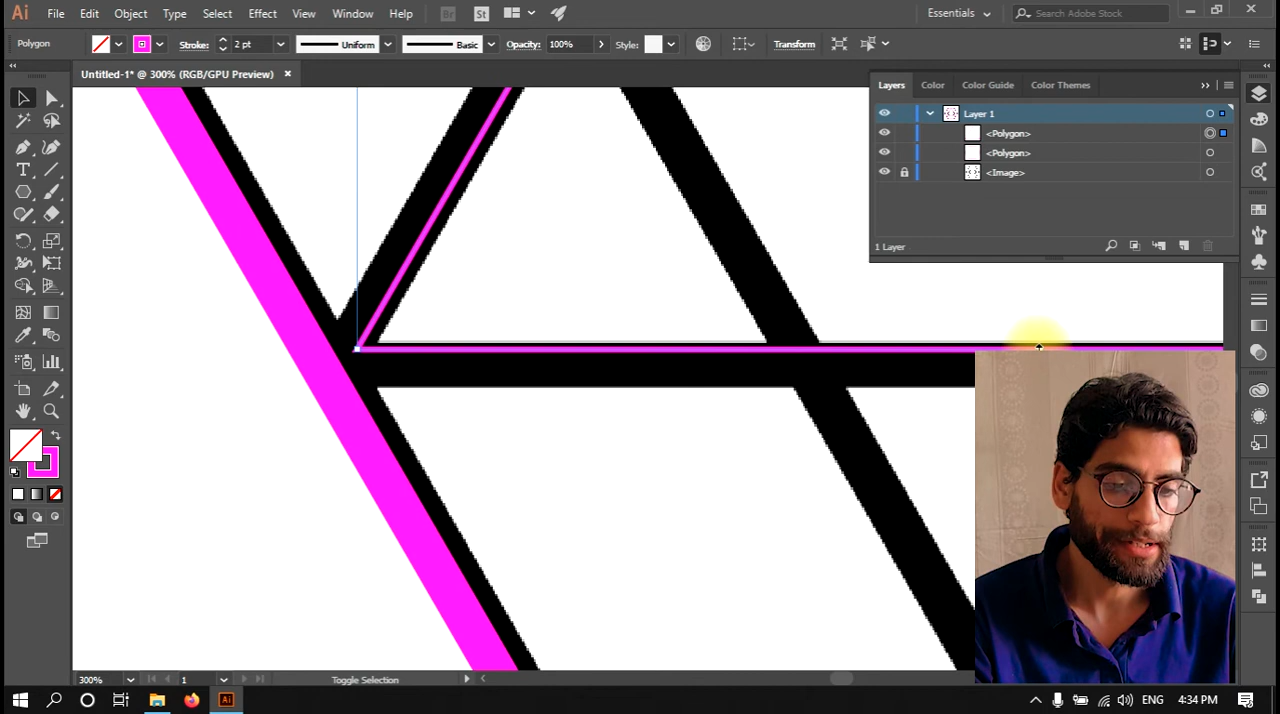 Ai File Edit Object Type Select Effect View Window Help Br St Essentials Search Adobe Stock
Polygon Stroke: 2 pt Uniform Basic Opacity: 100% Style: Transform
Untitled-1* @ 300% (RGB/GPU Preview)
Layers Color Color Guide Color Themes
Layer 1
<Polygon>
<Polygon>
<Image>
1 Layer
300% 1 Toggle Selection
Ai ENG 4:34 PM